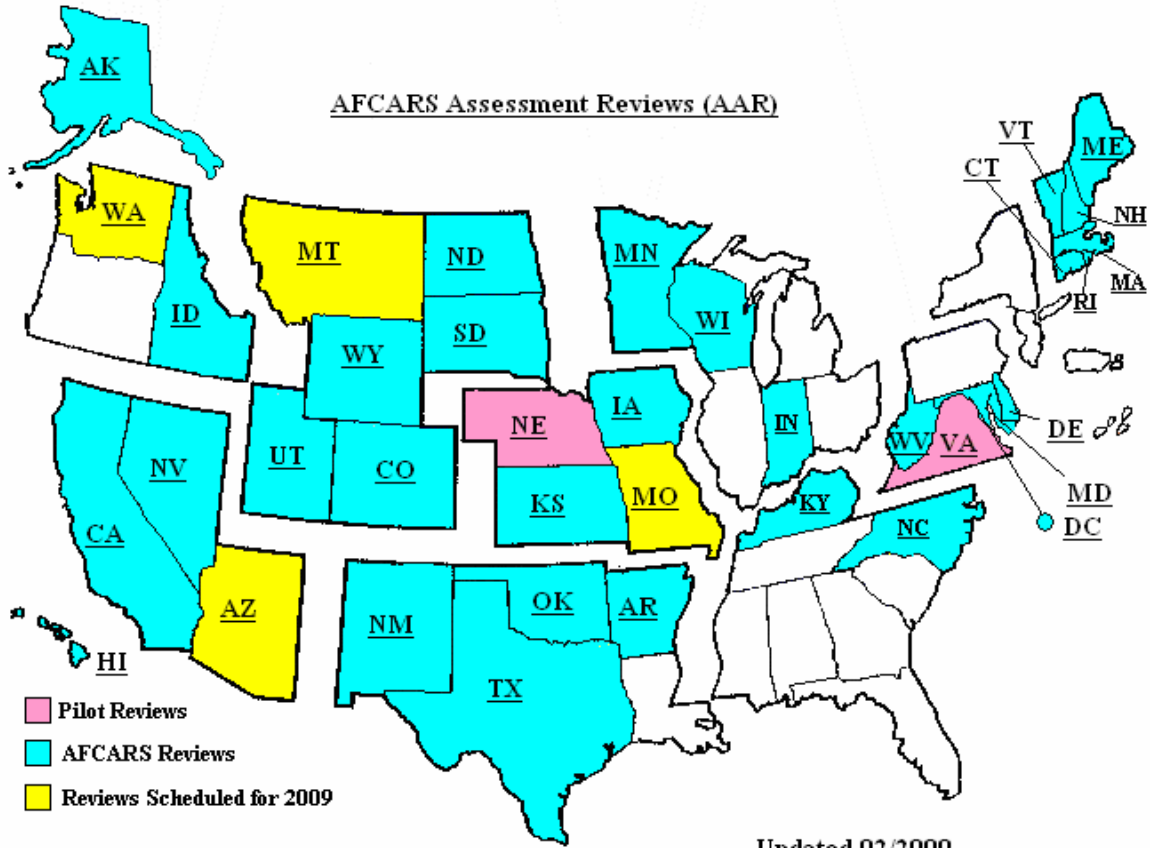 AK
AFCARS Assessment Reviews (AAR)
VT
ME
CT
WA
NH
MT
ND
MN
MA
RI
ID
SD
WI
WY
IA
NE
IN
DE
UT
WV
VA
NV
CO
MO
KS
KY
MD
CA
NC
DC
OK
AR
AZ
NM
HI
TX
Pilot Reviews
AFCARS Reviews
Reviews Scheduled for 2009
Updated